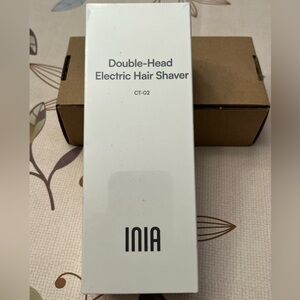 Double-Head
Electric Hair Shaver
CT-02
INIA